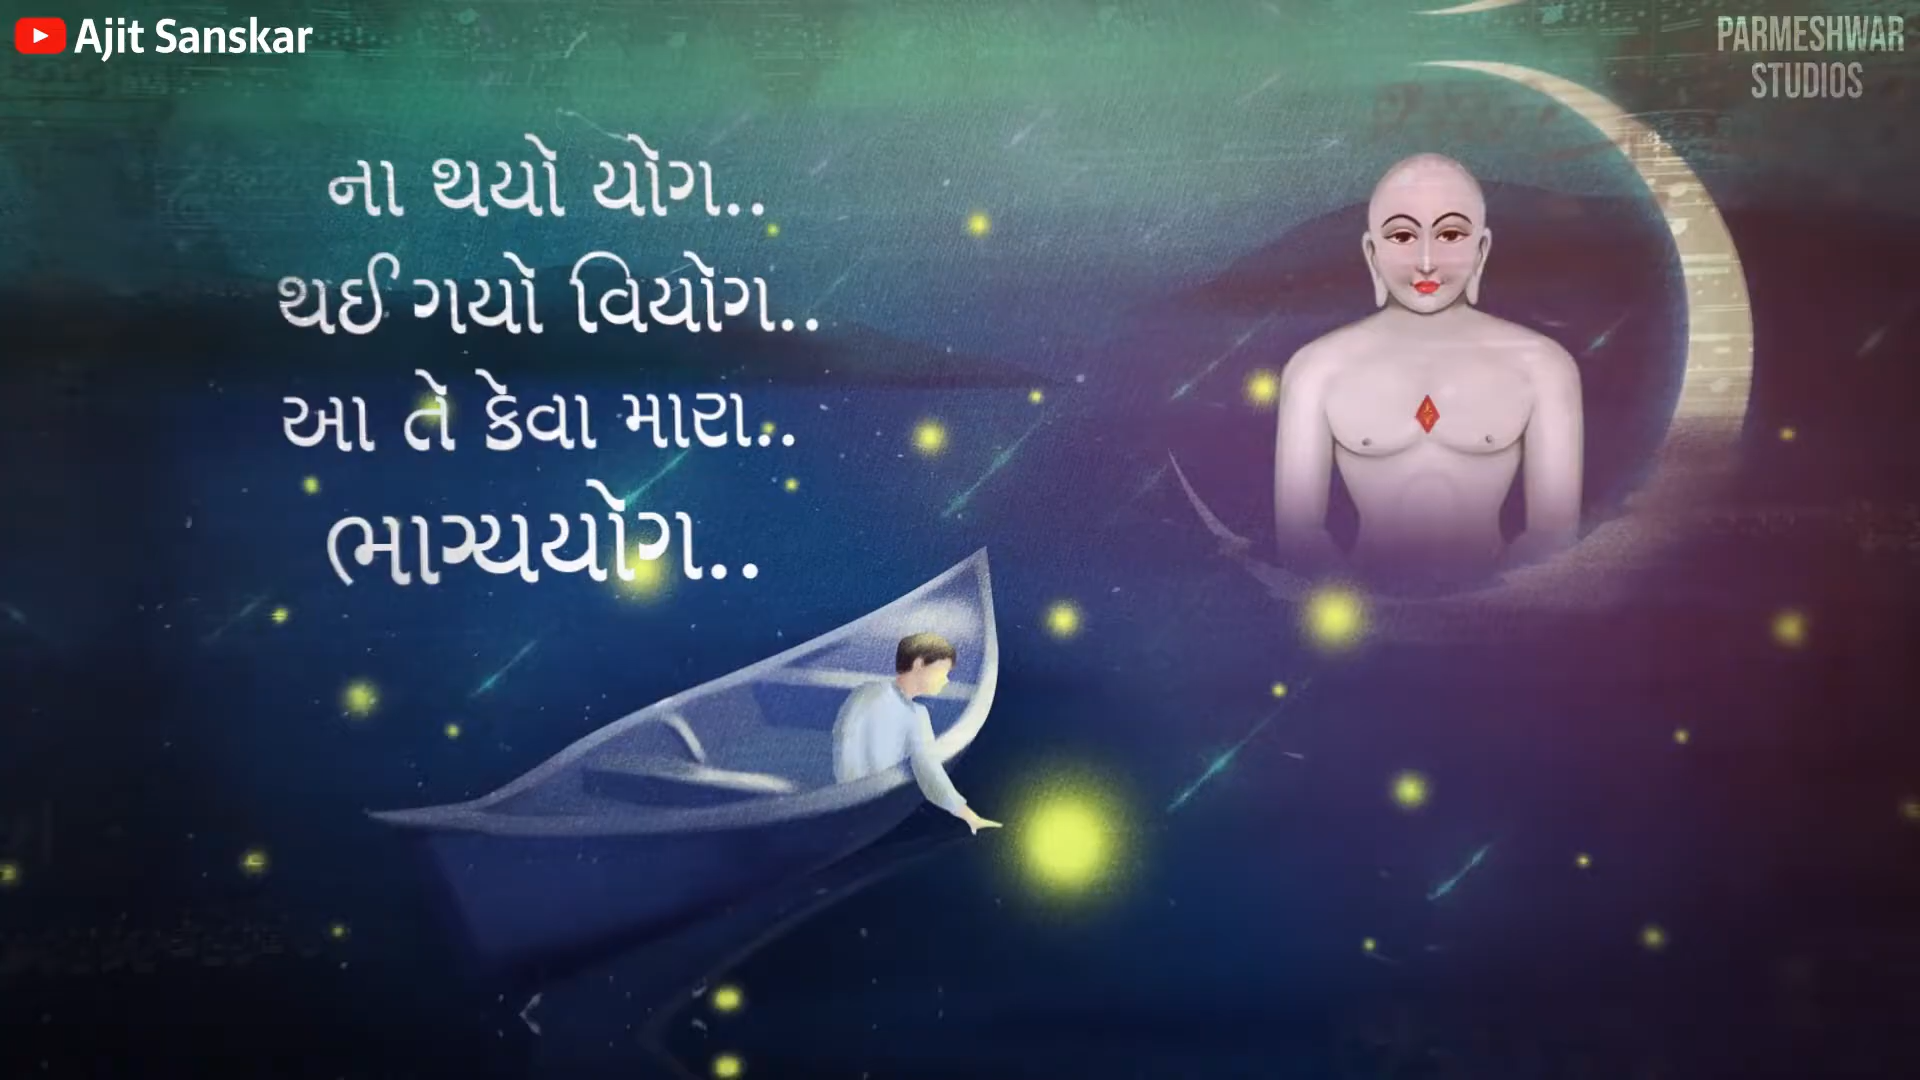 Ajit Sanskar
PARMESHWAR
STUDIOS
ના થયો યોગ..
થઈ ગયો વિયોગ..
આ તે કેવા મારા..
ભાગ્યયોગ..